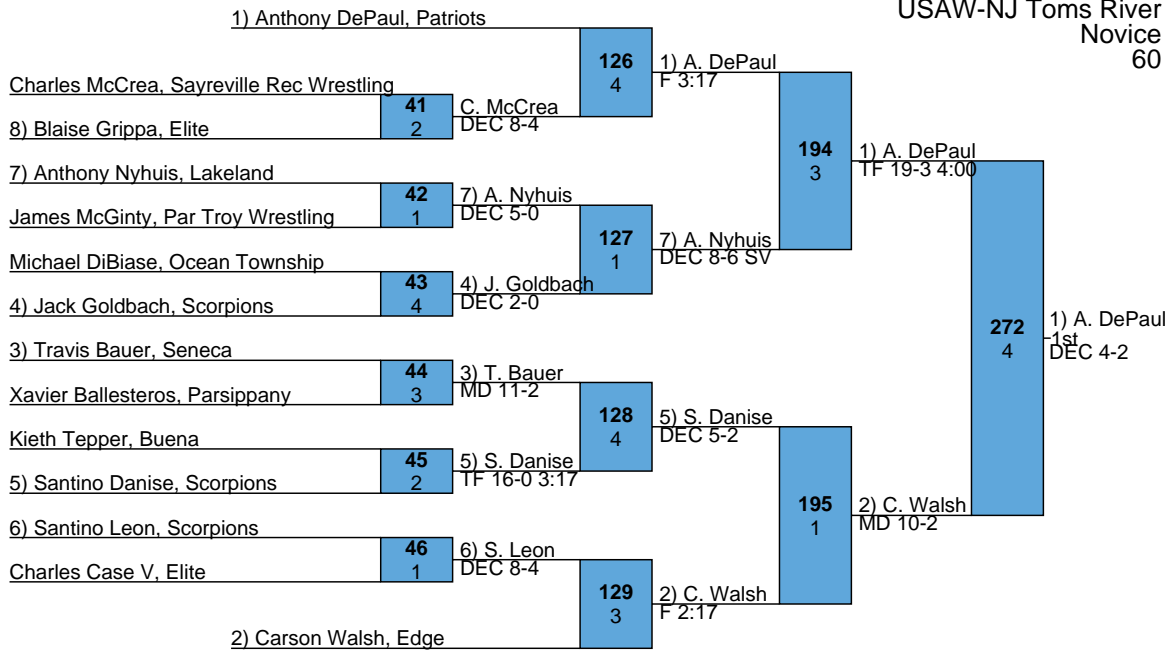 USAW-NJ Toms River
Novice
60
1) Anthony DePaul, Patriots
Charles McCrea, Sayreville Rec Wrestling
8) Blaise Grippa, Elite
7) Anthony Nyhuis, Lakeland
James McGinty, Par Troy Wrestling
Michael DiBiase, Ocean Township
4) Jack Goldbach, Scorpions
3) Travis Bauer, Seneca
Xavier Ballesteros, Parsippany
Kieth Tepper, Buena
5) Santino Danise, Scorpions
6) Santino Leon, Scorpions
Charles Case V, Elite
2) Carson Walsh, Edge
41
2
C. McCrea
DEC 8-4
42
1
7) A. Nyhuis
DEC 5-0
43
4
4) J. Goldbach
DEC 2-0
44
3
3) T. Bauer
MD 11-2
45
2
5) S. Danise
TF 16-0 3:17
46
1
6) S. Leon
DEC 8-4
126
4
1) A. DePaul
F 3:17
127
1
7) A. Nyhuis
DEC 8-6 SV
128
4
5) S. Danise
DEC 5-2
129
3
2) C. Walsh
F 2:17
194
3
1) A. DePaul
TF 19-3 4:00
195
1
2) C. Walsh
MD 10-2
272
4
1) A. DePaul
1st
DEC 4-2